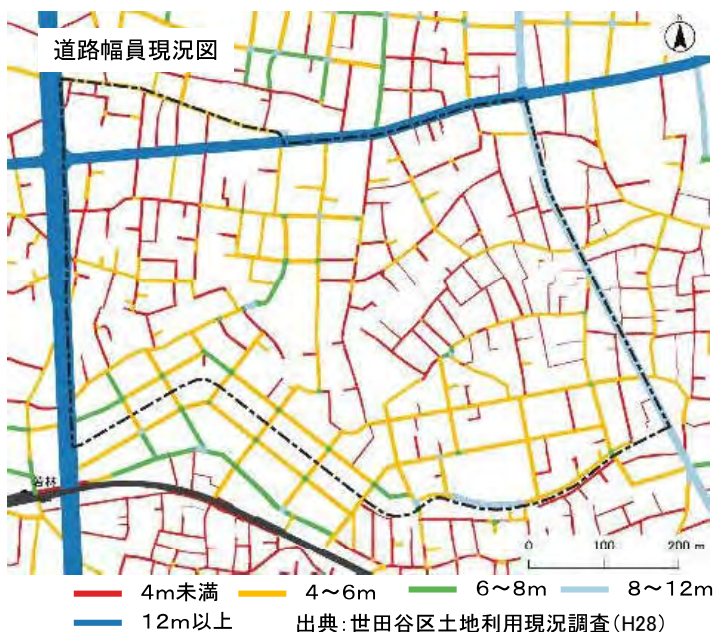 道路幅員現況図
N
若林
0 100 200 m
4m未満 4～6m 6～8m 8～12m
12m以上 出典:世田谷区土地利用現況調査(H28)